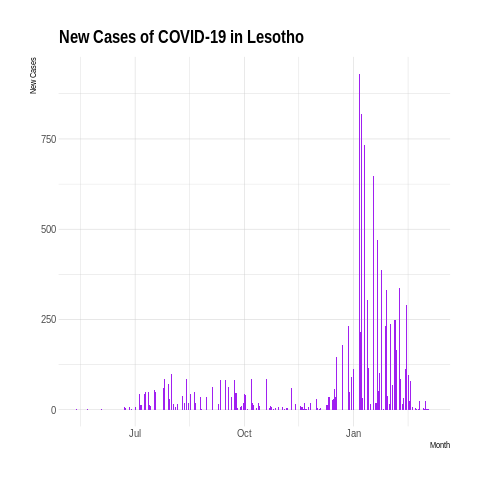 New Cases of COVID-19 in Lesotho
New Cases
750
500
250
0
Jul
Oct
Jan
Month